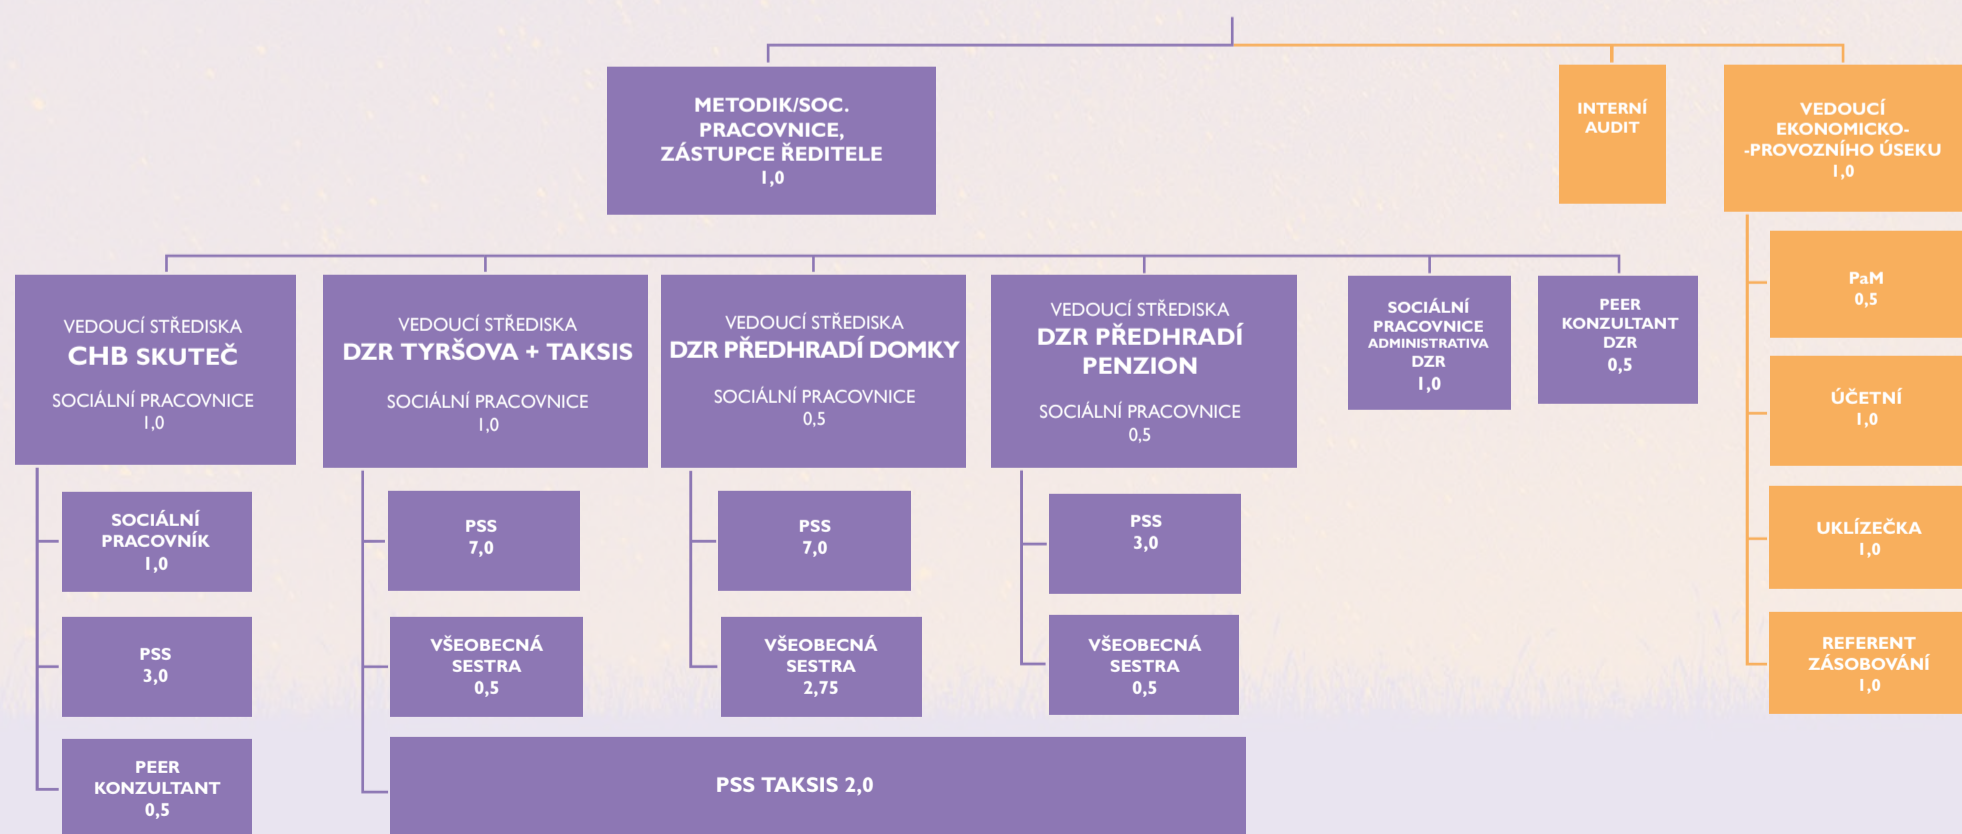 METODIK/SOC.
PRACOVNICE,
ZÁSTUPCE ŘEDITELE
1,0
INTERNÍ
AUDIT
VEDOUCÍ
EKONOMICKO-
-PROVOZNÍHO ÚSEKU
1,0
VEDOUCÍ STŘEDISKA
CHB SKUTEČ
SOCIÁLNÍ PRACOVNICE
1,0
VEDOUCÍ STŘEDISKA
DZR TYRŠOVA + TAKSIS
SOCIÁLNÍ PRACOVNICE
1,0
VEDOUCÍ STŘEDISKA
DZR PŘEDHRADÍ DOMKY
SOCIÁLNÍ PRACOVNICE
0,5
VEDOUCÍ STŘEDISKA
DZR PŘEDHRADÍ
PENZION
SOCIÁLNÍ PRACOVNICE
0,5
SOCIÁLNÍ
PRACOVNICE
ADMINISTRATIVA
DZR
1,0
PEER
KONZULTANT
DZR
0,5
PaM
0,5
ÚČETNÍ
1,0
UKLÍZEČKA
1,0
REFERENT
ZÁSOBOVÁNÍ
1,0
SOCIÁLNÍ
PRACOVNÍK
1,0
PSS
3,0
PEER
KONZULTANT
0,5
PSS
7,0
VŠEOBECNÁ
SESTRA
0,5
PSS
7,0
VŠEOBECNÁ
SESTRA
2,75
PSS
3,0
VŠEOBECNÁ
SESTRA
0,5
PSS TAKSIS 2,0